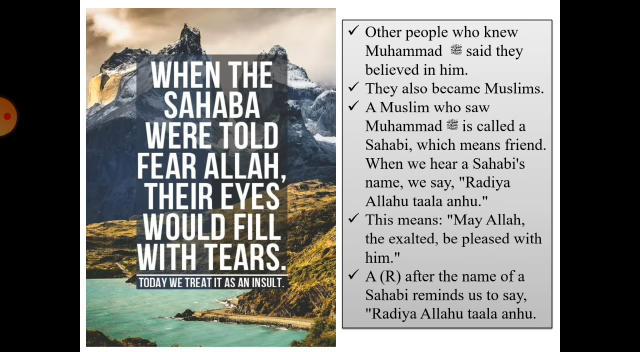 WHEN THE
SAHABA
WERE TOLD
FEAR ALLAH,
THEIR EYES
WOULD FILL
WITH TEARS.
TODAY WE TREAT IT AS AN INSULT.
✓ Other people who knew
Muhammad ﷺ said they
believed in him.
✓ They also became Muslims.
✓ A Muslim who saw
Muhammad ﷺ is called a
Sahabi, which means friend.
When we hear a Sahabi's
name, we say, "Radiya
Allahu taala anhu."
✓ This means: "May Allah,
the exalted, be pleased with
him."
✓ A (R) after the name of a
Sahabi reminds us to say,
"Radiya Allahu taala anhu.